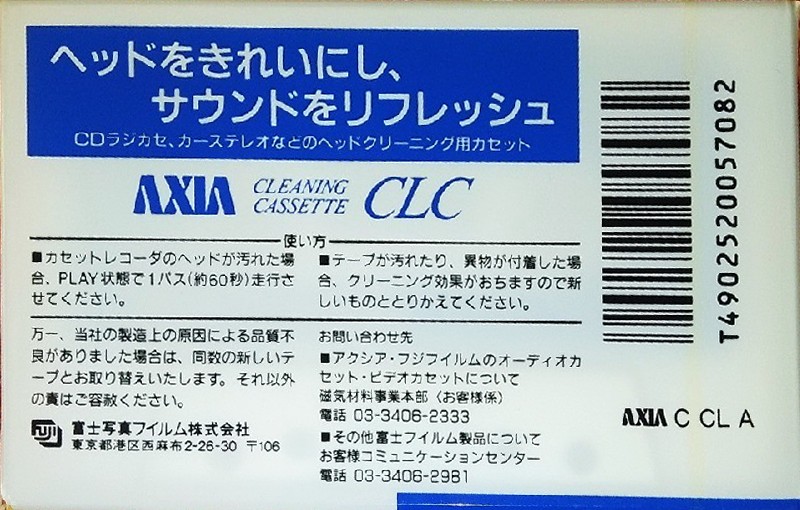 ヘッドをきれいにし、
サウンドをリフレッシュ
CDラジカセ、カーステレオなどのヘッドクリーニング用カセット
AXIA CLEANING CASSETTE CLC
使い方
■カセットレコーダのヘッドが汚れた場
合、PLAY状態で1パス(約60秒)走行さ
せてください。
■テープが汚れたり、異物が付着した場
合、クリーニング効果がおちますので新
しいものととりかえてください。
万一、当社の製造上の原因による品質不
良がありました場合は、同数の新しいテ
ープとお取り替えいたします。それ以外
の責はご容赦ください。
FUJI 富士写真フイルム株式会社
東京都港区西麻布2-26-30 〒106
お問い合わせ先
■アクシア・フジフイルムのオーディオカ
セット・ビデオカセットについて
磁気材料事業本部〈お客様係〉
電話 03-3406-2333
■その他富士フイルム製品について
お客様コミュニケーションセンター
電話 03-3406-2981
T4902520057082
AXIA C CL A